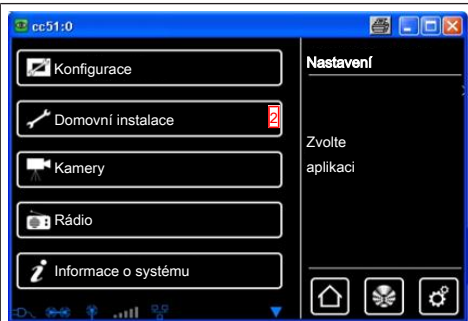 cc51:0
Konfigurace
Domovní instalace
2
Kamery
Rádio
Informace o systému
Nastavení
Zvolte
aplikaci